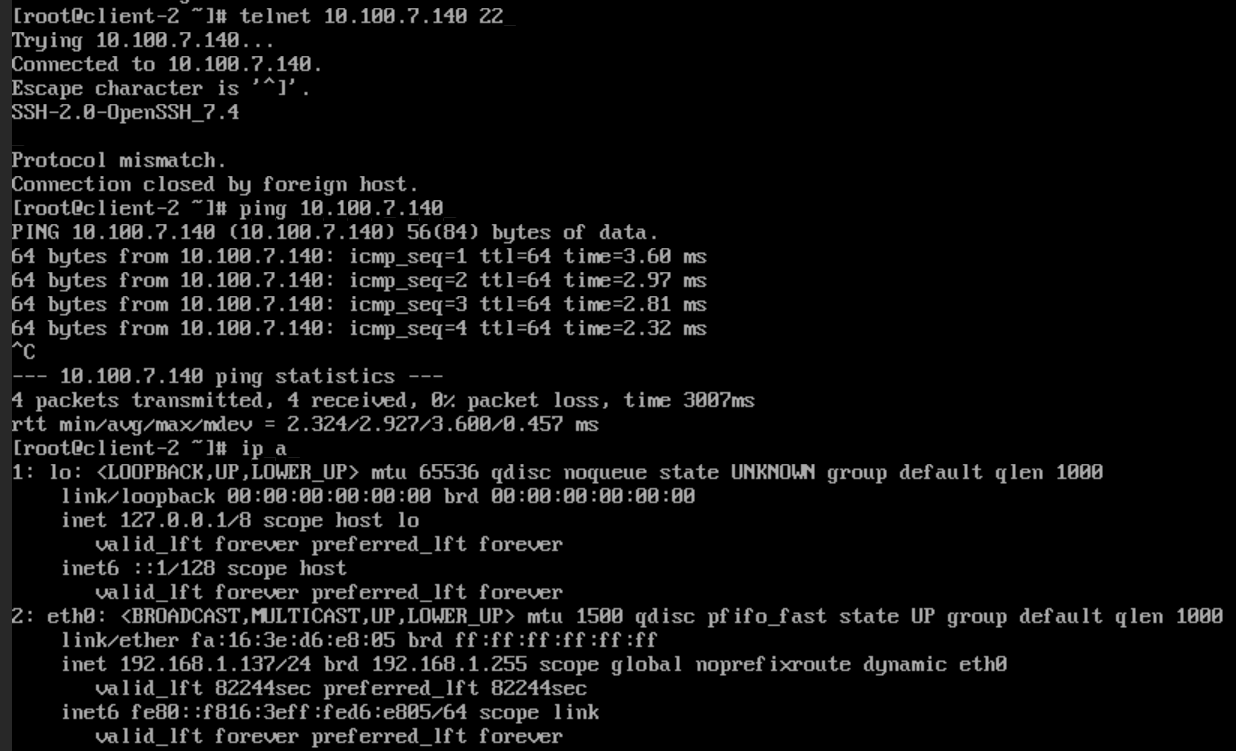 [root@client-2 ~]# telnet 10.100.7.140 22
Trying 10.100.7.140...
Connected to 10.100.7.140.
Escape character is '^]'.
SSH-2.0-OpenSSH_7.4
Protocol mismatch.
Connection closed by foreign host.
[root@client-2 ~]# ping 10.100.7.140
PING 10.100.7.140 (10.100.7.140) 56(84) bytes of data.
64 bytes from 10.100.7.140: icmp_seq=1 ttl=64 time=3.60 ms
64 bytes from 10.100.7.140: icmp_seq=2 ttl=64 time=2.97 ms
64 bytes from 10.100.7.140: icmp_seq=3 ttl=64 time=2.81 ms
64 bytes from 10.100.7.140: icmp_seq=4 ttl=64 time=2.32 ms
^C
--- 10.100.7.140 ping statistics ---
4 packets transmitted, 4 received, 0% packet loss, time 3007ms
rtt min/avg/max/mdev = 2.324/2.927/3.600/0.457 ms
[root@client-2 ~]# ip a
1: lo: <LOOPBACK,UP,LOWER_UP> mtu 65536 qdisc noqueue state UNKNOWN group default qlen 1000
    link/loopback 00:00:00:00:00:00 brd 00:00:00:00:00:00
    inet 127.0.0.1/8 scope host lo
       valid_lft forever preferred_lft forever
    inet6 ::1/128 scope host
       valid_lft forever preferred_lft forever
2: eth0: <BROADCAST,MULTICAST,UP,LOWER_UP> mtu 1500 qdisc pfifo_fast state UP group default qlen 1000
    link/ether fa:16:3e:d6:e8:05 brd ff:ff:ff:ff:ff:ff
    inet 192.168.1.137/24 brd 192.168.1.255 scope global noprefixroute dynamic eth0
       valid_lft 82244sec preferred_lft 82244sec
    inet6 fe80::f816:3eff:fed6:e805/64 scope link
       valid_lft forever preferred_lft forever